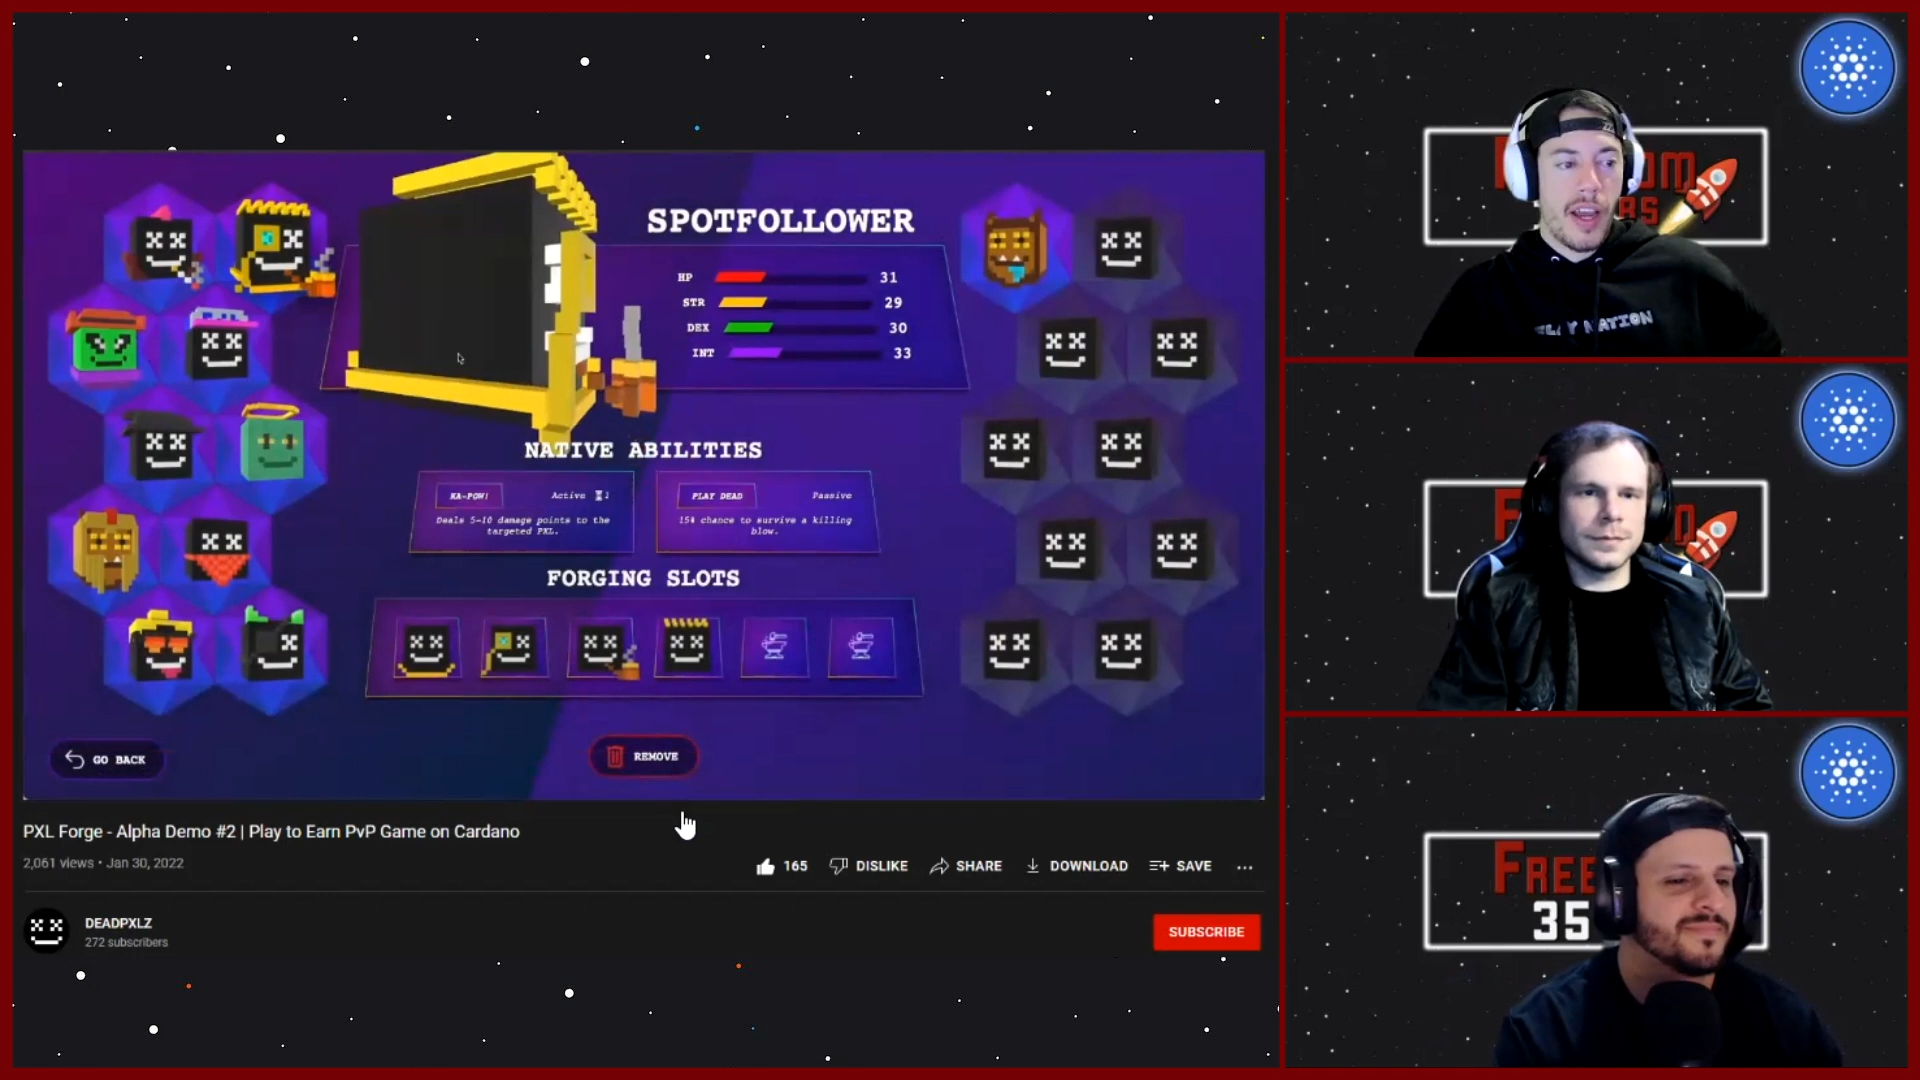 SPOTFOLLOWER
HP 31
STR 29
DEX 30
INT 33
NATIVE ABILITIES
KA-POW! Active 1
Deals 5-10 damage points to the
targeted PXL.
PLAY DEAD Passive
15% chance to survive a killing
blow.
FORGING SLOTS
GO BACK
REMOVE
PXL Forge - Alpha Demo #2 | Play to Earn PvP Game on Cardano
2,061 views • Jan 30, 2022
165 DISLIKE SHARE DOWNLOAD SAVE
DEADPXLZ
272 subscribers
SUBSCRIBE
NATION
FREE
35